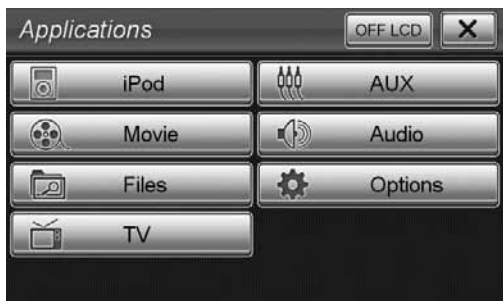 Applications
OFF LCD
X
iPod
AUX
Movie
Audio
Files
Options
TV